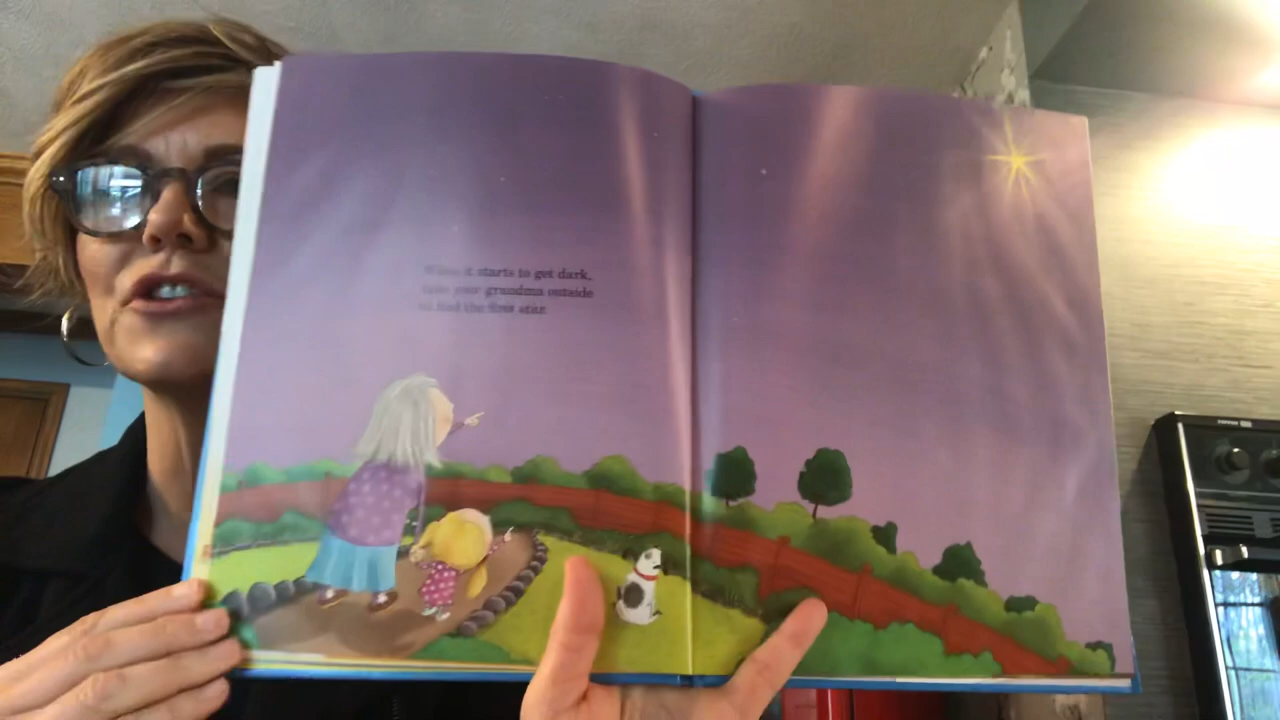 When it starts to get dark,
take your grandma outside
to find the first star.